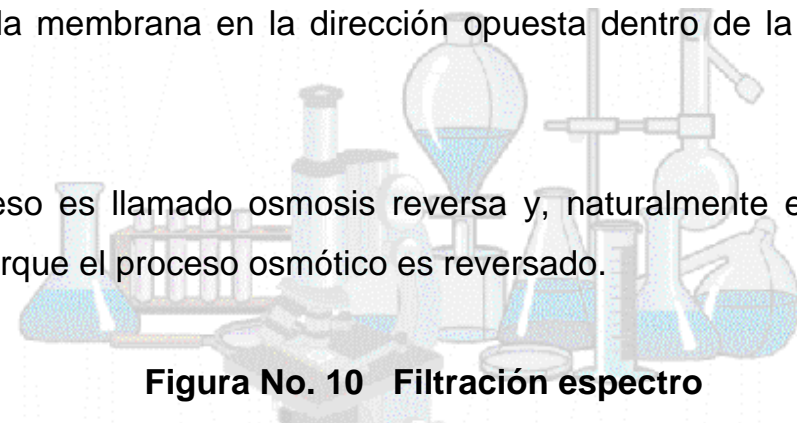 la membrana en la dirección opuesta dentro de la
eso es llamado osmosis reversa y, naturalmente e
rque el proceso osmótico es reversado.
Figura No. 10 Filtración espectro